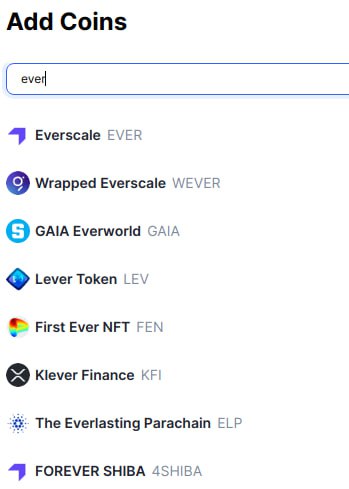 Add Coins
ever
Everscale EVER
Wrapped Everscale WEVER
GAIA Everworld GAIA
Lever Token LEV
First Ever NFT FEN
Klever Finance KFI
The Everlasting Parachain ELP
FOREVER SHIBA 4SHIBA